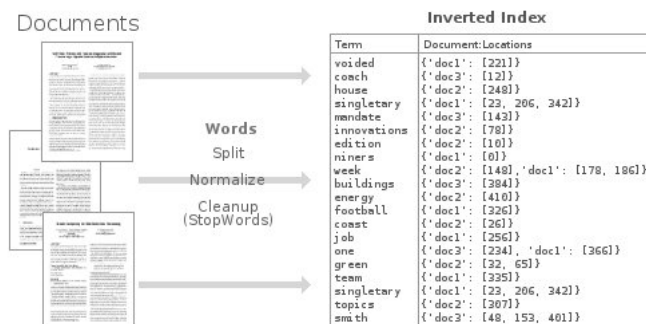 Documents
Words
Split
Normalize
Cleanup
(StopWords)
Inverted Index
Term Document:Locations
voided {'doc1': [221]}
coach {'doc3': [12]}
house {'doc2': [248]}
singletary {'doc1': [23, 206, 342]}
mandate {'doc3': [143]}
innovations {'doc2': [78]}
edition {'doc2': [10]}
niners {'doc1': [0]}
week {'doc2': [148],'doc1': [178, 186]}
buildings {'doc3': [384]}
energy {'doc2': [410]}
football {'doc1': [326]}
coast {'doc2': [26]}
job {'doc1': [256]}
one {'doc3': [234], 'doc1': [366]}
green {'doc2': [32, 65]}
team {'doc1': [335]}
singletary {'doc1': [23, 206, 342]}
topics {'doc2': [307]}
smith {'doc3': [48, 153, 401]}